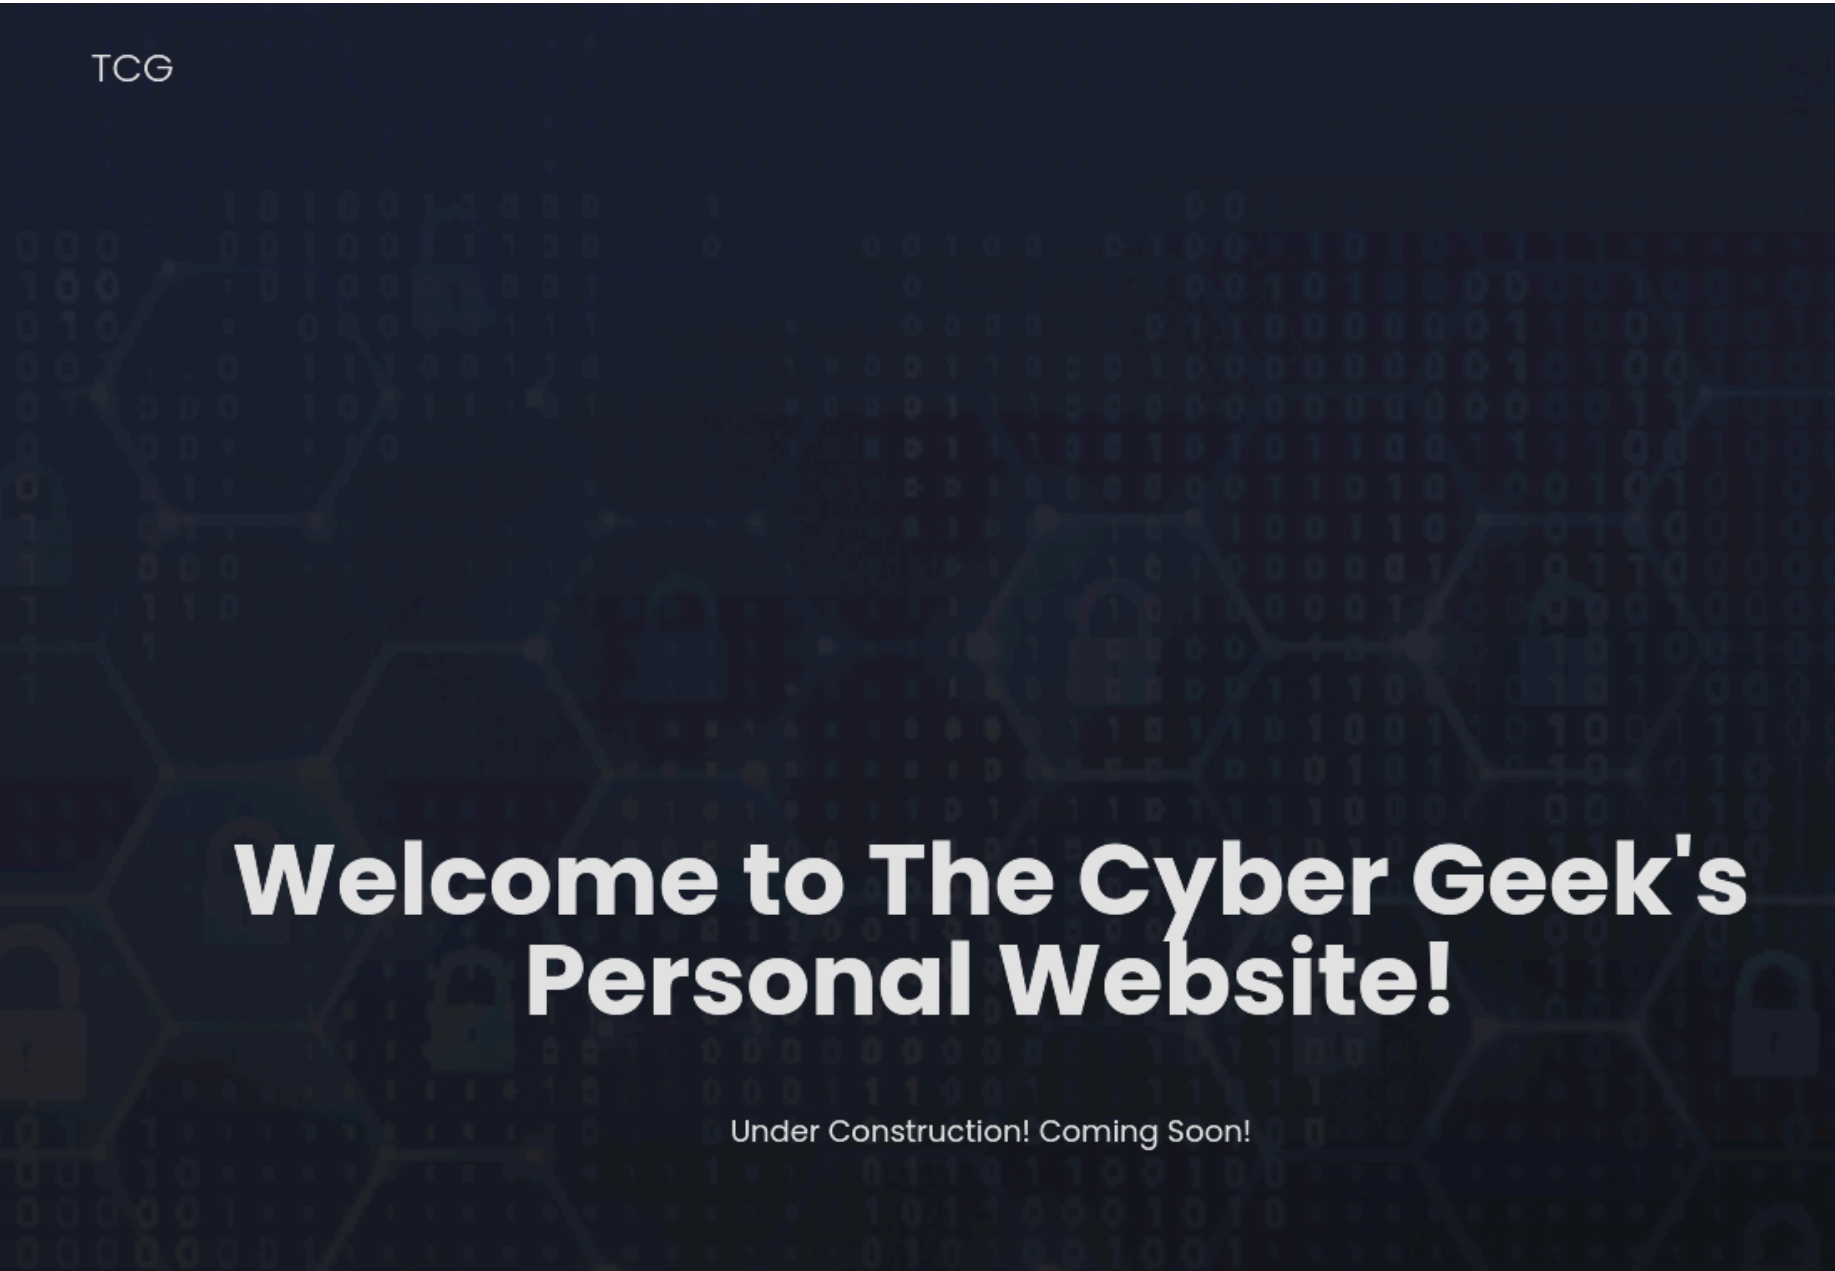 TCG
Welcome to The Cyber Geek's
Personal Website!
Under Construction! Coming Soon!